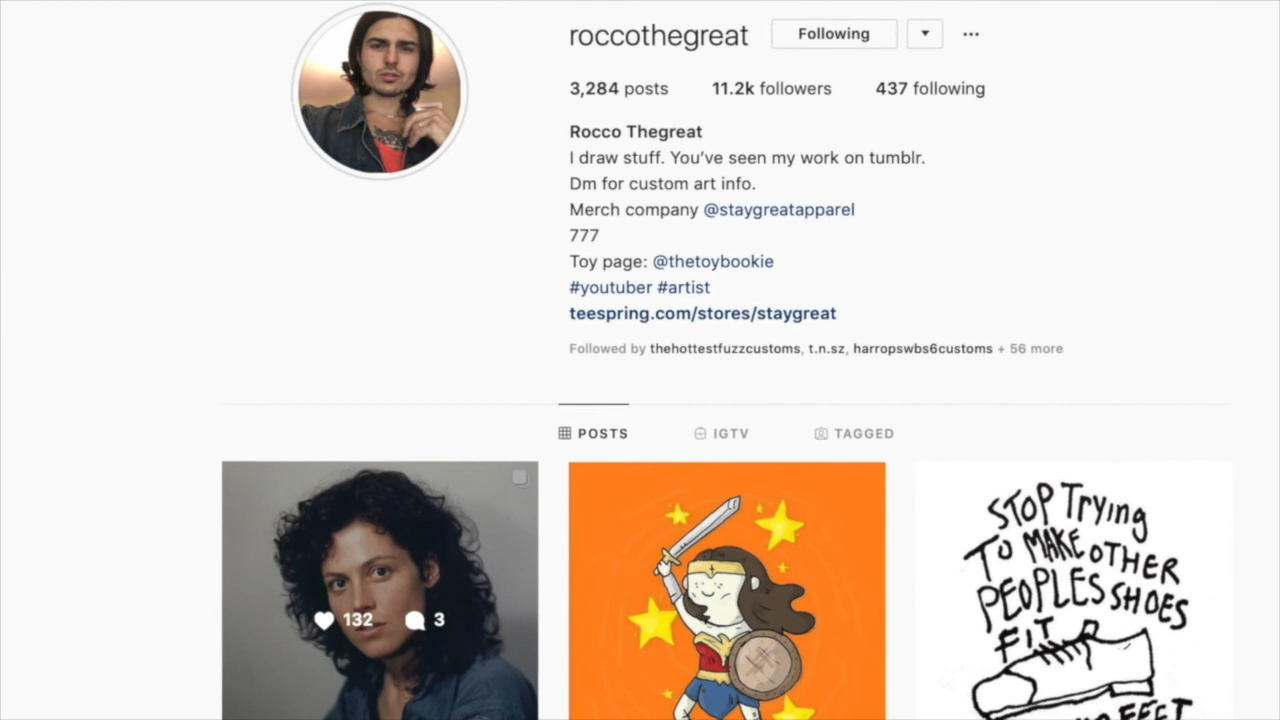 roccothegreat Following
3,284 posts 11.2k followers 437 following
Rocco Thegreat
I draw stuff. You’ve seen my work on tumblr.
Dm for custom art info.
Merch company @staygreatapparel
777
Toy page: @thetoybookie
#youtuber #artist
teespring.com/stores/staygreat
Followed by thehottestfuzzcustoms, t.n.sz, harropswbs6customs + 56 more
POSTS IGTV TAGGED
132 3
STOP TryIng
TO MAKE OTHER
PEOPLES SHOES
FIT
FEET